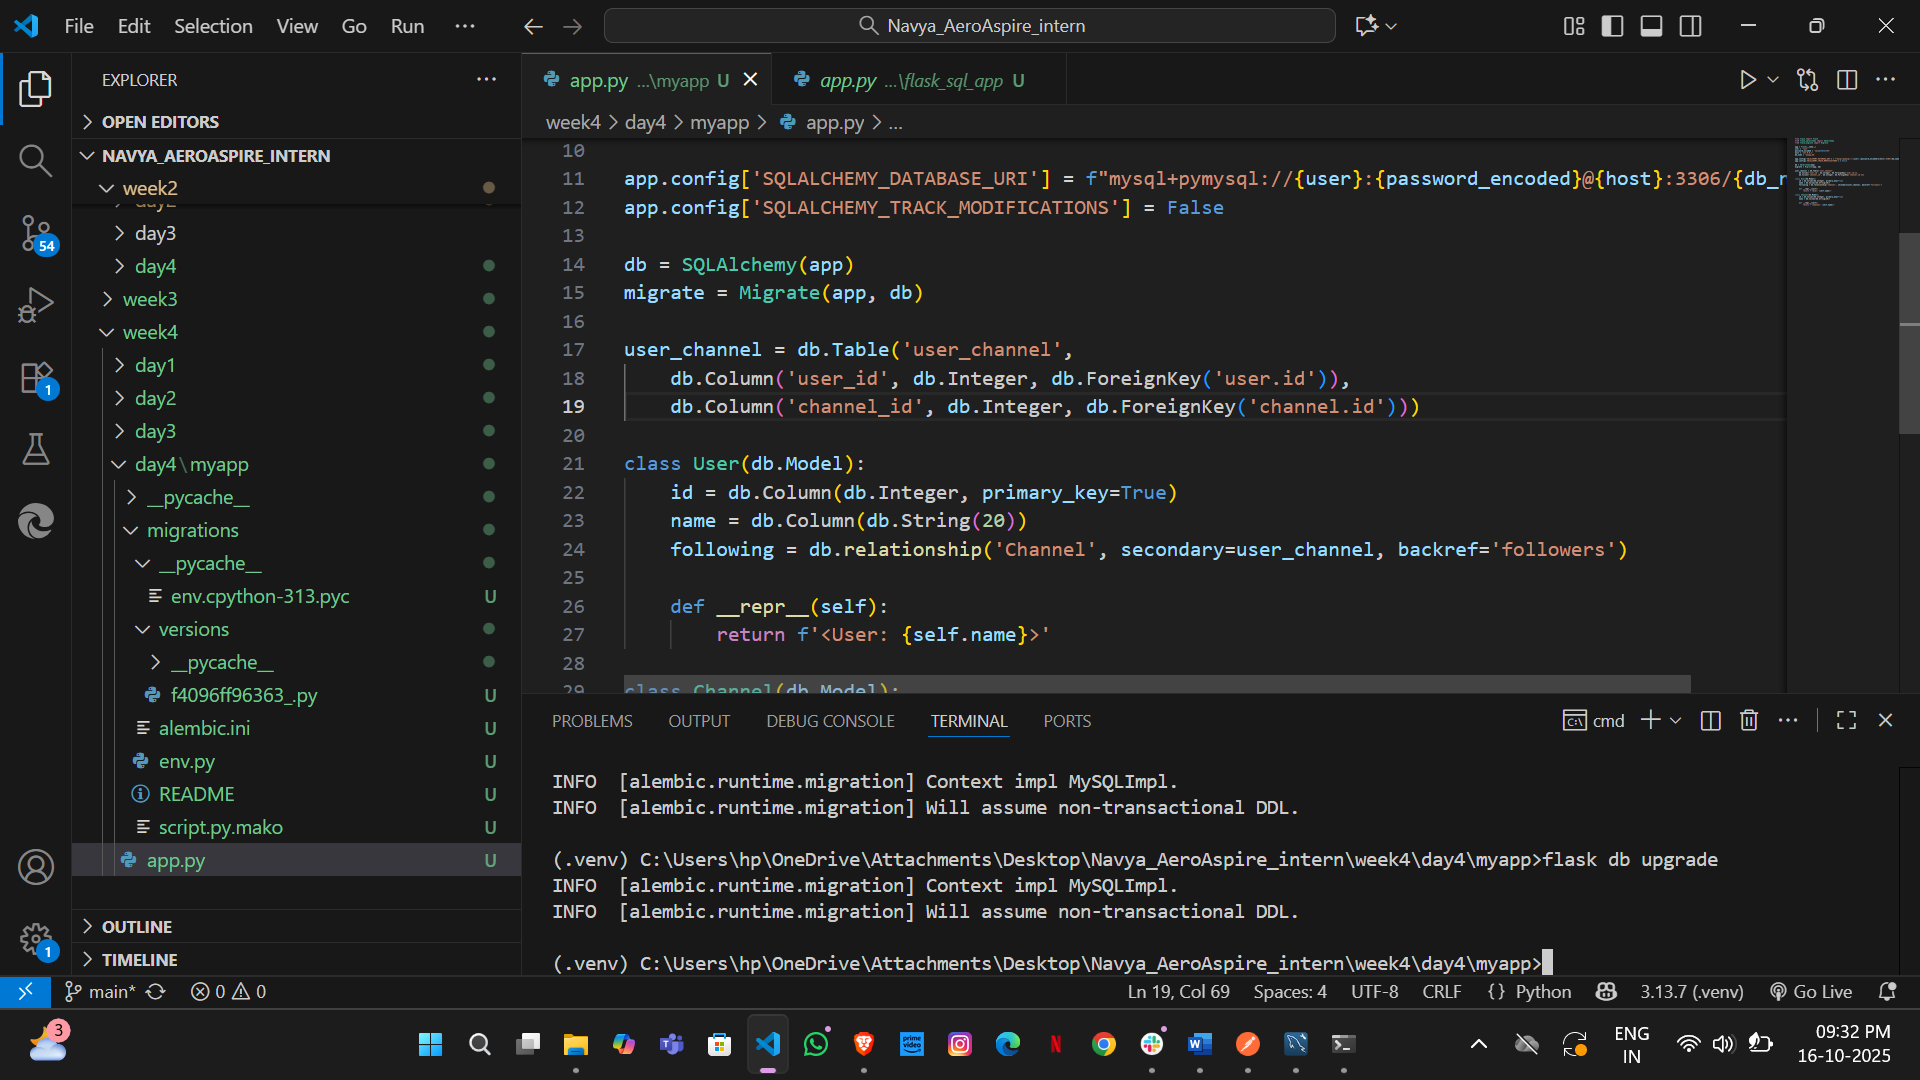 File Edit Selection View Go Run ···
Navya_AeroAspire_intern
EXPLORER
OPEN EDITORS
NAVYA_AEROASPIRE_INTERN
week2
day3
day4
week3
week4
day1
day2
day3
day4\myapp
__pycache__
migrations
__pycache__
env.cpython-313.pyc U
versions
__pycache__
f4096ff96363_.py U
alembic.ini U
env.py U
README U
script.py.mako U
app.py U
OUTLINE
TIMELINE
54
1
1
app.py ...\myapp U
app.py ...\flask_sql_app U
week4 > day4 > myapp > app.py > ...
10
11 app.config['SQLALCHEMY_DATABASE_URI'] = f"mysql+pymysql://{user}:{password_encoded}@{host}:3306/{db_n
12 app.config['SQLALCHEMY_TRACK_MODIFICATIONS'] = False
13
14 db = SQLAlchemy(app)
15 migrate = Migrate(app, db)
16
17 user_channel = db.Table('user_channel',
18 db.Column('user_id', db.Integer, db.ForeignKey('user.id')),
19 db.Column('channel_id', db.Integer, db.ForeignKey('channel.id')))
20
21 class User(db.Model):
22 id = db.Column(db.Integer, primary_key=True)
23 name = db.Column(db.String(20))
24 following = db.relationship('Channel', secondary=user_channel, backref='followers')
25
26 def __repr__(self):
27 return f'<User: {self.name}>'
28
29 class Channel(db.Model):
PROBLEMS OUTPUT DEBUG CONSOLE TERMINAL PORTS
cmd
INFO [alembic.runtime.migration] Context impl MySQLImpl.
INFO [alembic.runtime.migration] Will assume non-transactional DDL.
(.venv) C:\Users\hp\OneDrive\Attachments\Desktop\Navya_AeroAspire_intern\week4\day4\myapp>flask db upgrade
INFO [alembic.runtime.migration] Context impl MySQLImpl.
INFO [alembic.runtime.migration] Will assume non-transactional DDL.
(.venv) C:\Users\hp\OneDrive\Attachments\Desktop\Navya_AeroAspire_intern\week4\day4\myapp>
main* 0 0
Ln 19, Col 69 Spaces: 4 UTF-8 CRLF {} Python 3.13.7 (.venv) Go Live
3
prime video
ENG
IN
09:32 PM
16-10-2025